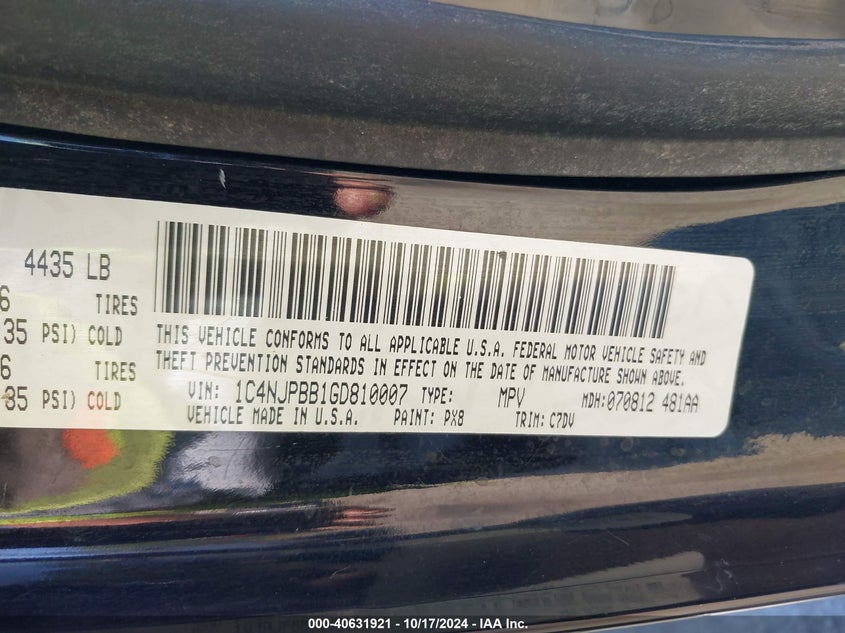 4435 LB
6 TIRES
35 PSI) COLD
6 TIRES
85 PSI) COLD
THIS VEHICLE CONFORMS TO ALL APPLICABLE U.S.A. FEDERAL MOTOR VEHICLE SAFETY AND
THEFT PREVENTION STANDARDS IN EFFECT ON THE DATE OF MANUFACTURE SHOWN ABOVE.
VIN: 1C4NJPBB1GD810007 TYPE: MPV MDH:070812 481AA
VEHICLE MADE IN U.S.A. PAINT: PX8 TRIM: C7DV
000-40631921 - 10/17/2024 - IAA Inc.